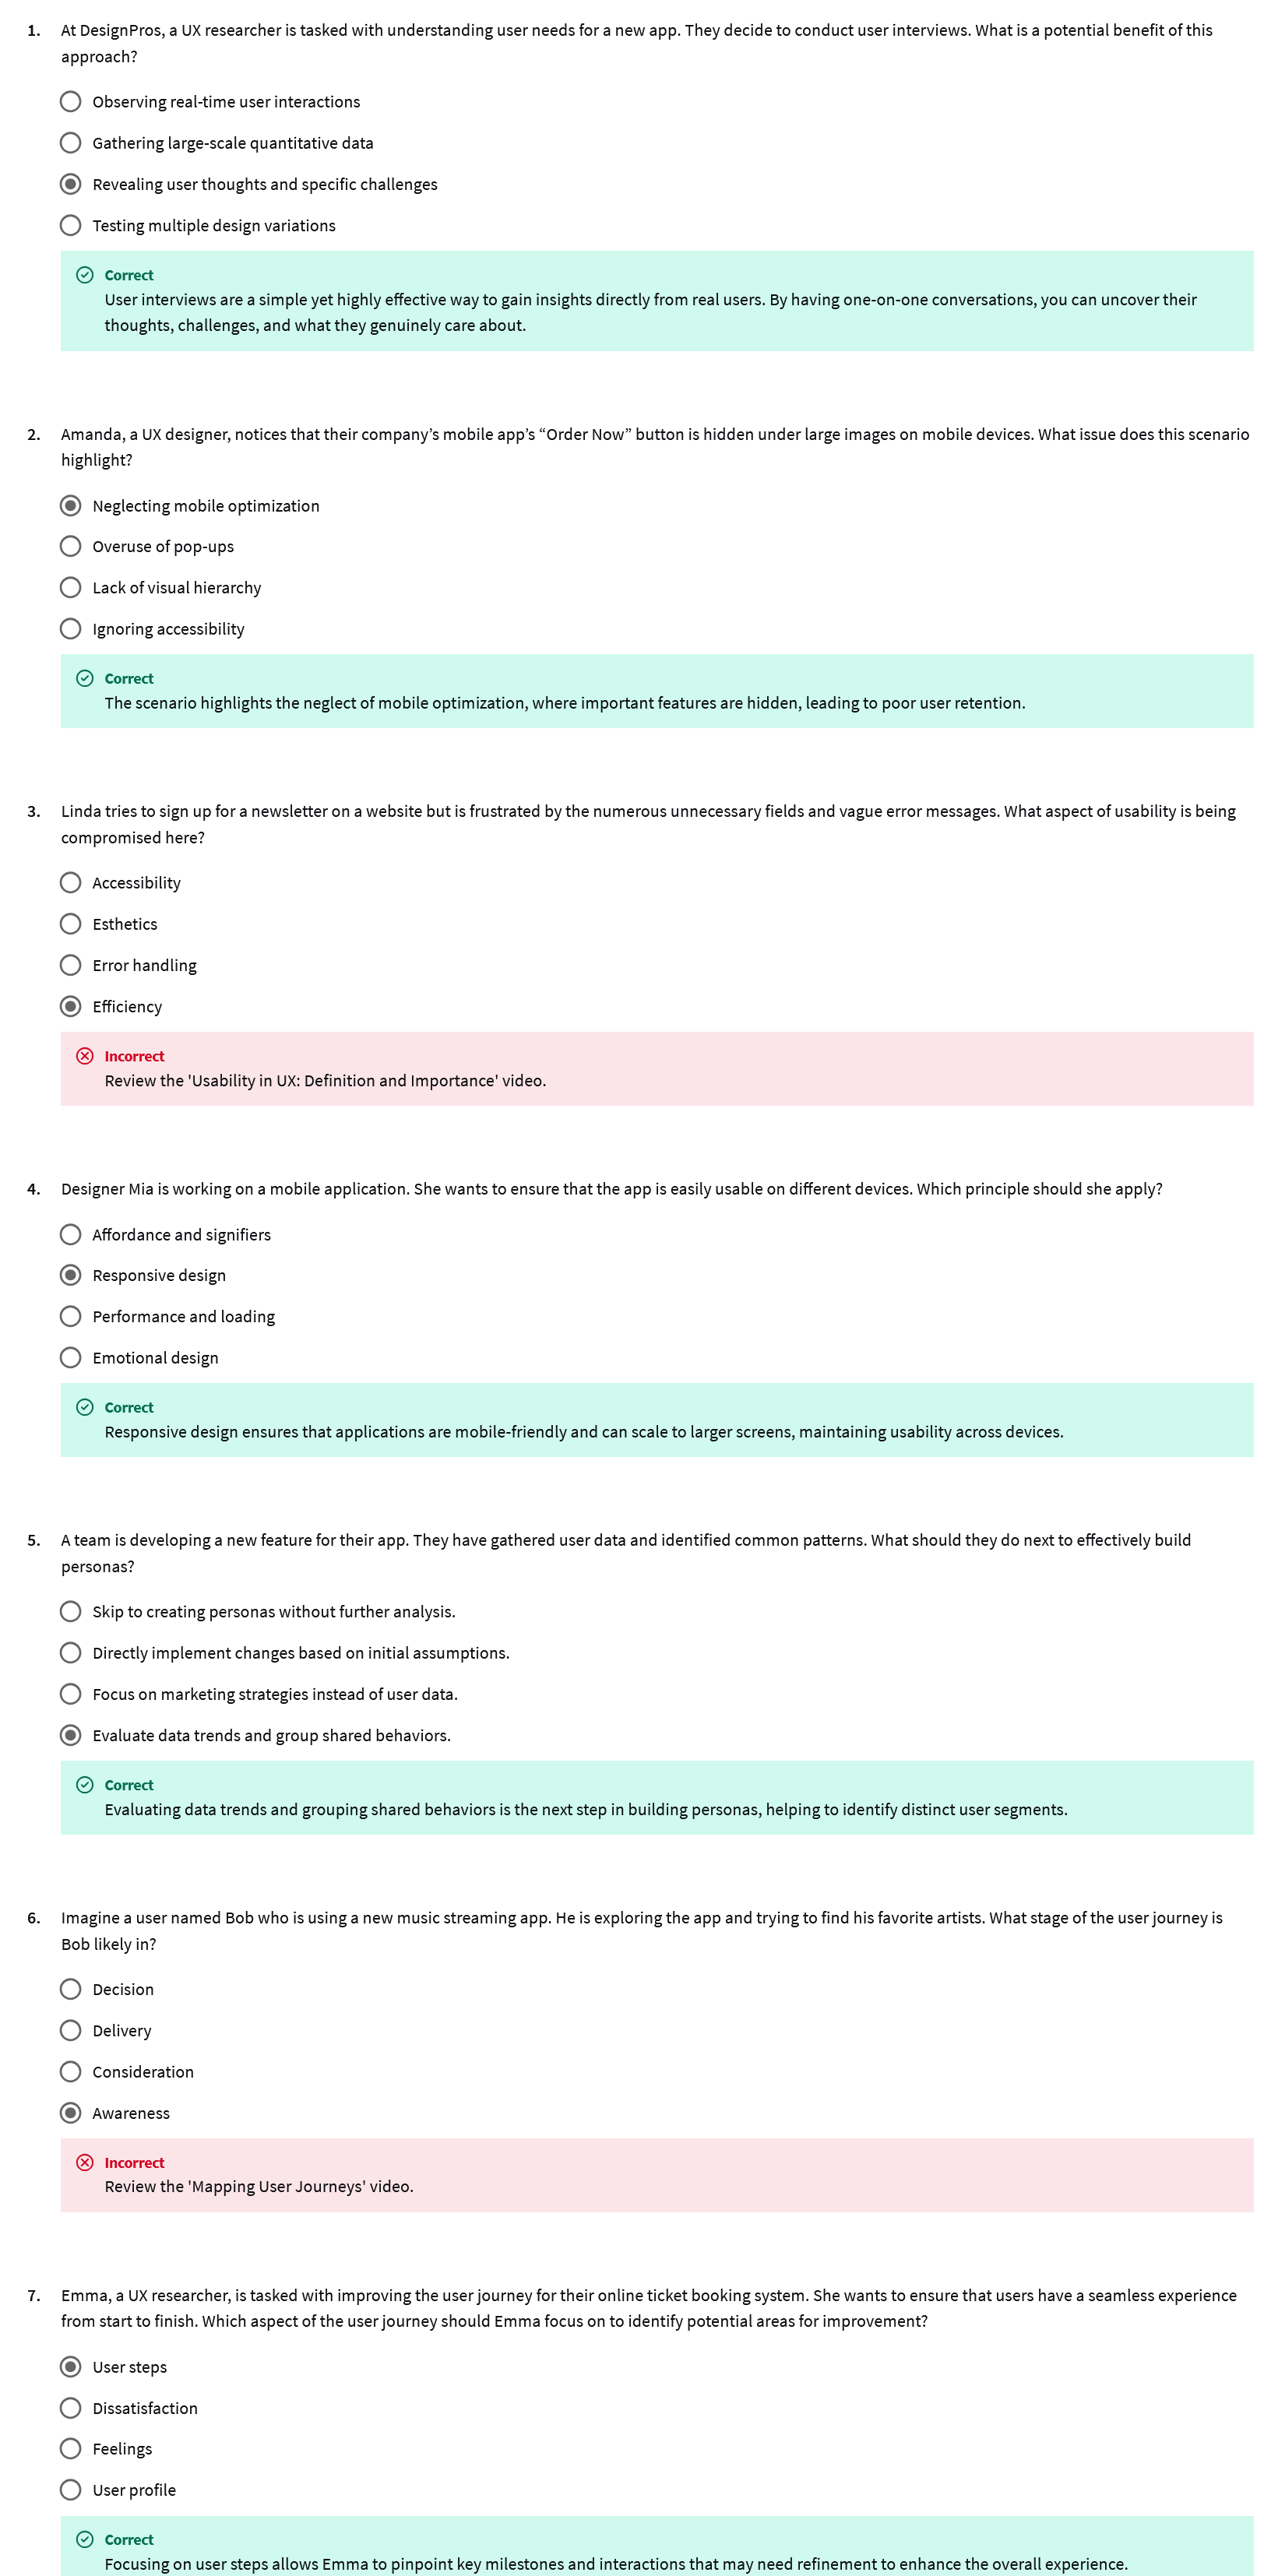 1. At DesignPros, a UX researcher is tasked with understanding user needs for a new app. They decide to conduct user interviews. What is a potential benefit of this
approach?
Observing real-time user interactions
Gathering large-scale quantitative data
Revealing user thoughts and specific challenges
Testing multiple design variations
Correct
User interviews are a simple yet highly effective way to gain insights directly from real users. By having one-on-one conversations, you can uncover their
thoughts, challenges, and what they genuinely care about.
2. Amanda, a UX designer, notices that their company’s mobile app’s “Order Now” button is hidden under large images on mobile devices. What issue does this scenario
highlight?
Neglecting mobile optimization
Overuse of pop-ups
Lack of visual hierarchy
Ignoring accessibility
Correct
The scenario highlights the neglect of mobile optimization, where important features are hidden, leading to poor user retention.
3. Linda tries to sign up for a newsletter on a website but is frustrated by the numerous unnecessary fields and vague error messages. What aspect of usability is being
compromised here?
Accessibility
Esthetics
Error handling
Efficiency
Incorrect
Review the 'Usability in UX: Definition and Importance' video.
4. Designer Mia is working on a mobile application. She wants to ensure that the app is easily usable on different devices. Which principle should she apply?
Affordance and signifiers
Responsive design
Performance and loading
Emotional design
Correct
Responsive design ensures that applications are mobile-friendly and can scale to larger screens, maintaining usability across devices.
5. A team is developing a new feature for their app. They have gathered user data and identified common patterns. What should they do next to effectively build
personas?
Skip to creating personas without further analysis.
Directly implement changes based on initial assumptions.
Focus on marketing strategies instead of user data.
Evaluate data trends and group shared behaviors.
Correct
Evaluating data trends and grouping shared behaviors is the next step in building personas, helping to identify distinct user segments.
6. Imagine a user named Bob who is using a new music streaming app. He is exploring the app and trying to find his favorite artists. What stage of the user journey is
Bob likely in?
Decision
Delivery
Consideration
Awareness
Incorrect
Review the 'Mapping User Journeys' video.
7. Emma, a UX researcher, is tasked with improving the user journey for their online ticket booking system. She wants to ensure that users have a seamless experience
from start to finish. Which aspect of the user journey should Emma focus on to identify potential areas for improvement?
User steps
Dissatisfaction
Feelings
User profile
Correct
Focusing on user steps allows Emma to pinpoint key milestones and interactions that may need refinement to enhance the overall experience.